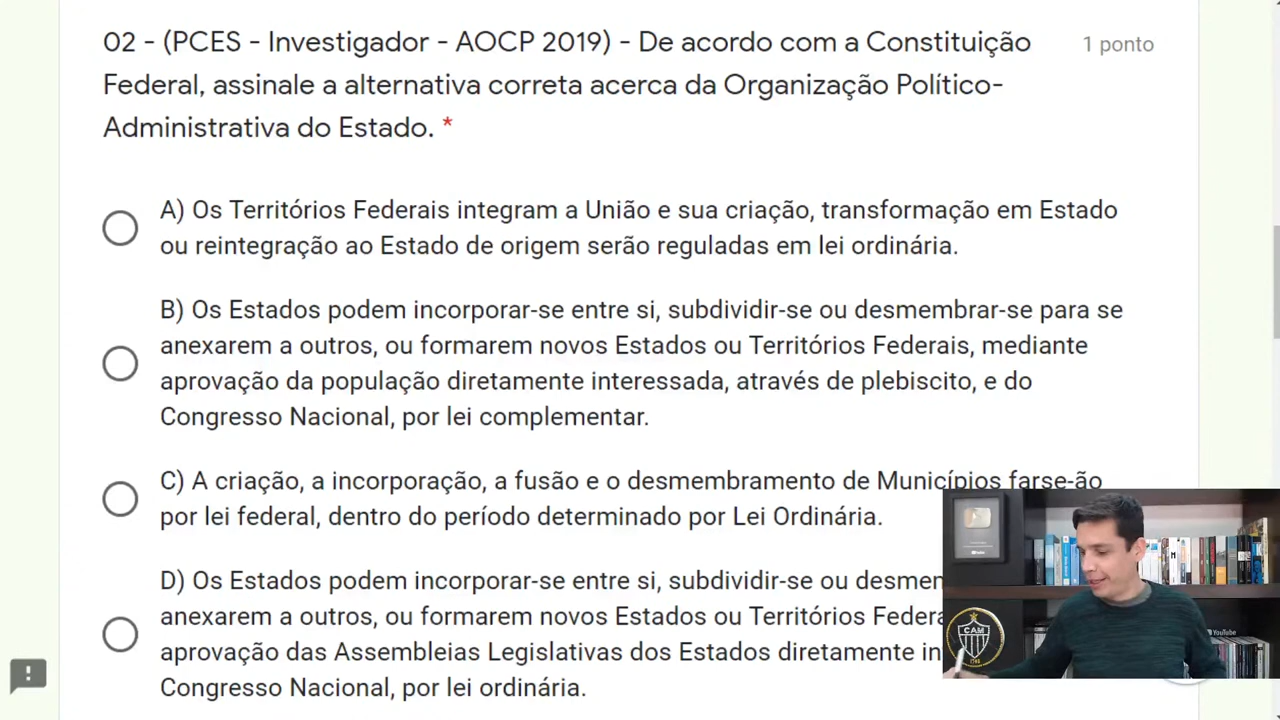 02 - (PCES - Investigador - AOCP 2019) - De acordo com a Constituição
1 ponto
Federal, assinale a alternativa correta acerca da Organização Político-
Administrativa do Estado. *
A) Os Territórios Federais integram a União e sua criação, transformação em Estado
ou reintegração ao Estado de origem serão reguladas em lei ordinária.
B) Os Estados podem incorporar-se entre si, subdividir-se ou desmembrar-se para se
anexarem a outros, ou formarem novos Estados ou Territórios Federais, mediante
aprovação da população diretamente interessada, através de plebiscito, e do
Congresso Nacional, por lei complementar.
C) A criação, a incorporação, a fusão e o desmembramento de Municípios farse-ão
por lei federal, dentro do período determinado por Lei Ordinária.
D) Os Estados podem incorporar-se entre si, subdividir-se ou
anexarem a outros, ou formarem novos Estados ou Territórios
aprovação das Assembleias Legislativas dos Estados diretamente
Congresso Nacional, por lei ordinária.
CAM
YouTube